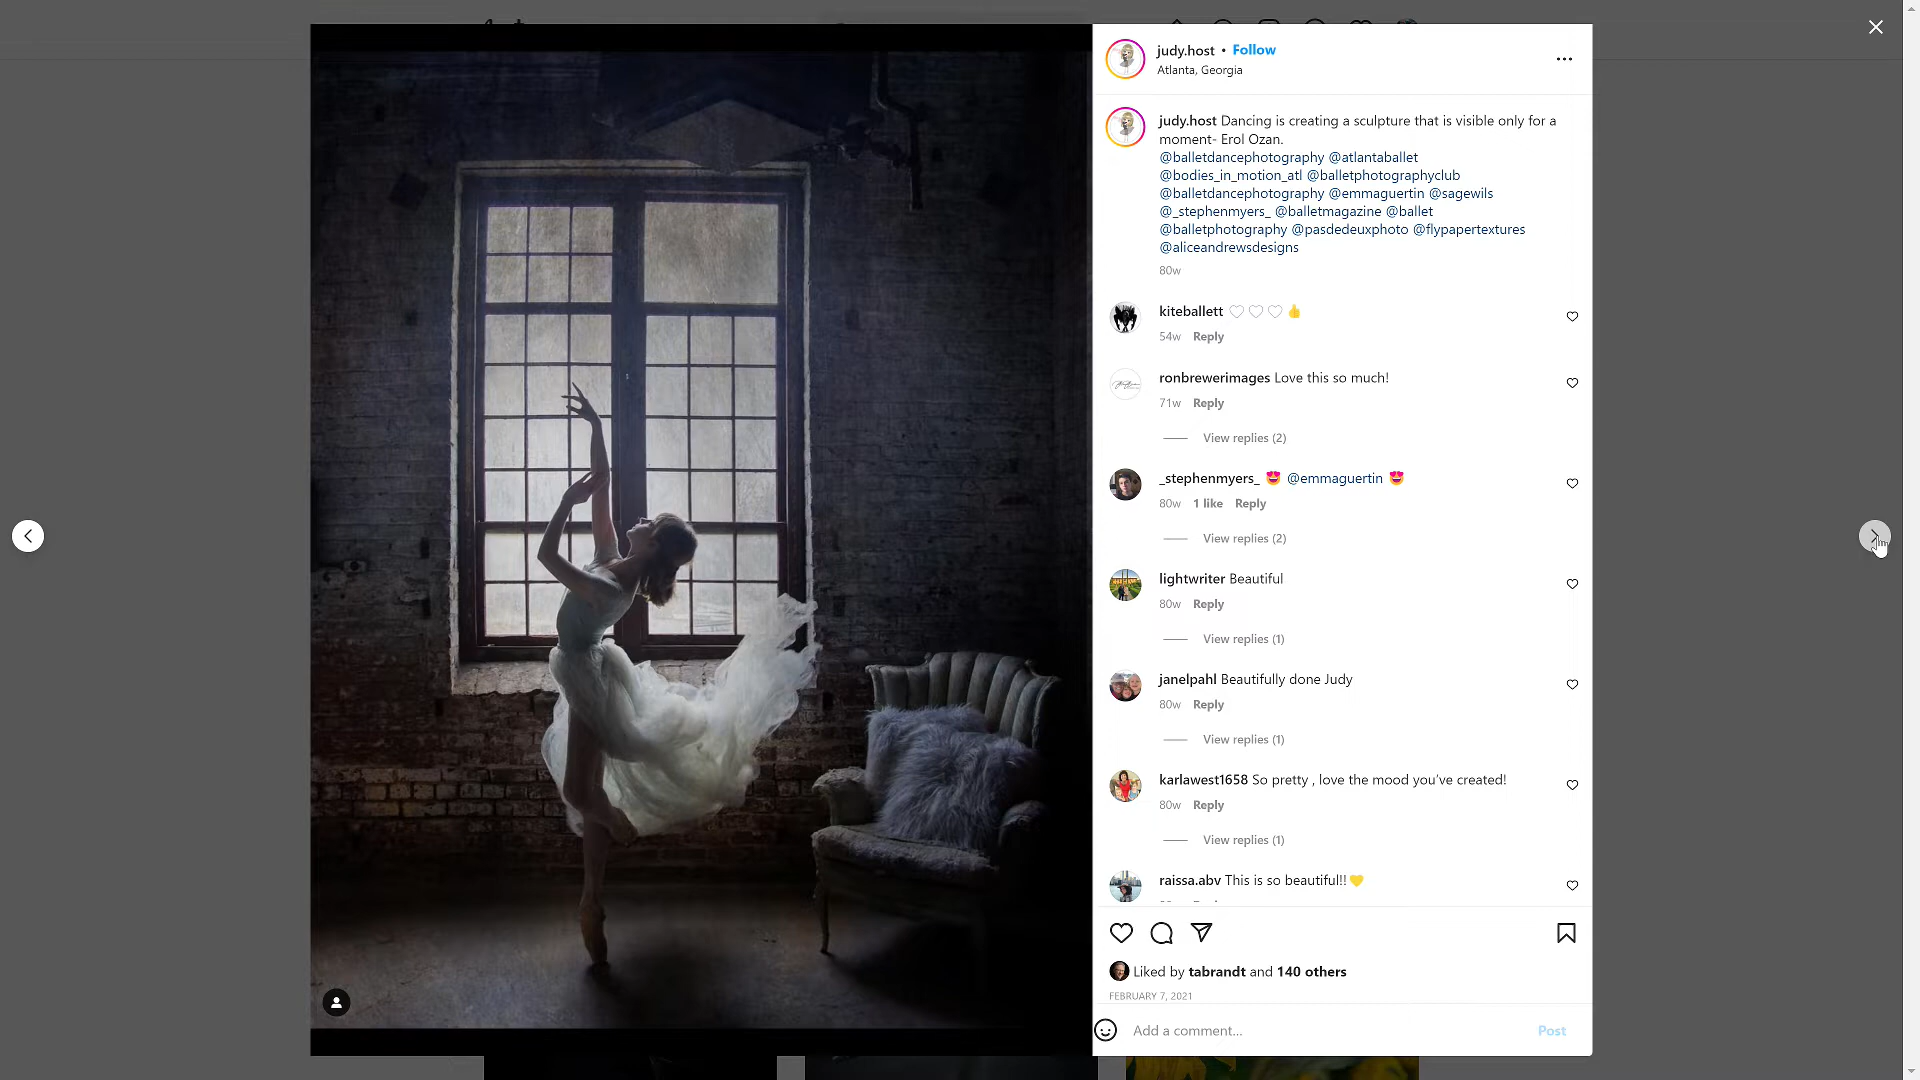 judy.host • Follow
Atlanta, Georgia
judy.host Dancing is creating a sculpture that is visible only for a
moment- Erol Ozan.
@balletdancephotography @atlantaballet
@bodies_in_motion_atl @balletphotographyclub
@balletdancephotography @emmaguertin @sagewils
@_stephenmyers_ @balletmagazine @ballet
@balletphotography @pasdedeuxphoto @flypapertextures
@aliceandrewsdesigns
80w
kiteballett 🤍🤍🤍👍
54w Reply
ronbrewerimages Love this so much!
71w Reply
View replies (2)
_stephenmyers_ 😍 @emmaguertin 😍
80w 1 like Reply
View replies (2)
lightwriter Beautiful
80w Reply
View replies (1)
janelpahl Beautifully done Judy
80w Reply
View replies (1)
karlawest1658 So pretty , love the mood you've created!
80w Reply
View replies (1)
raissa.abv This is so beautiful!!💛
Liked by tabrandt and 140 others
FEBRUARY 7, 2021
Add a comment...
Post